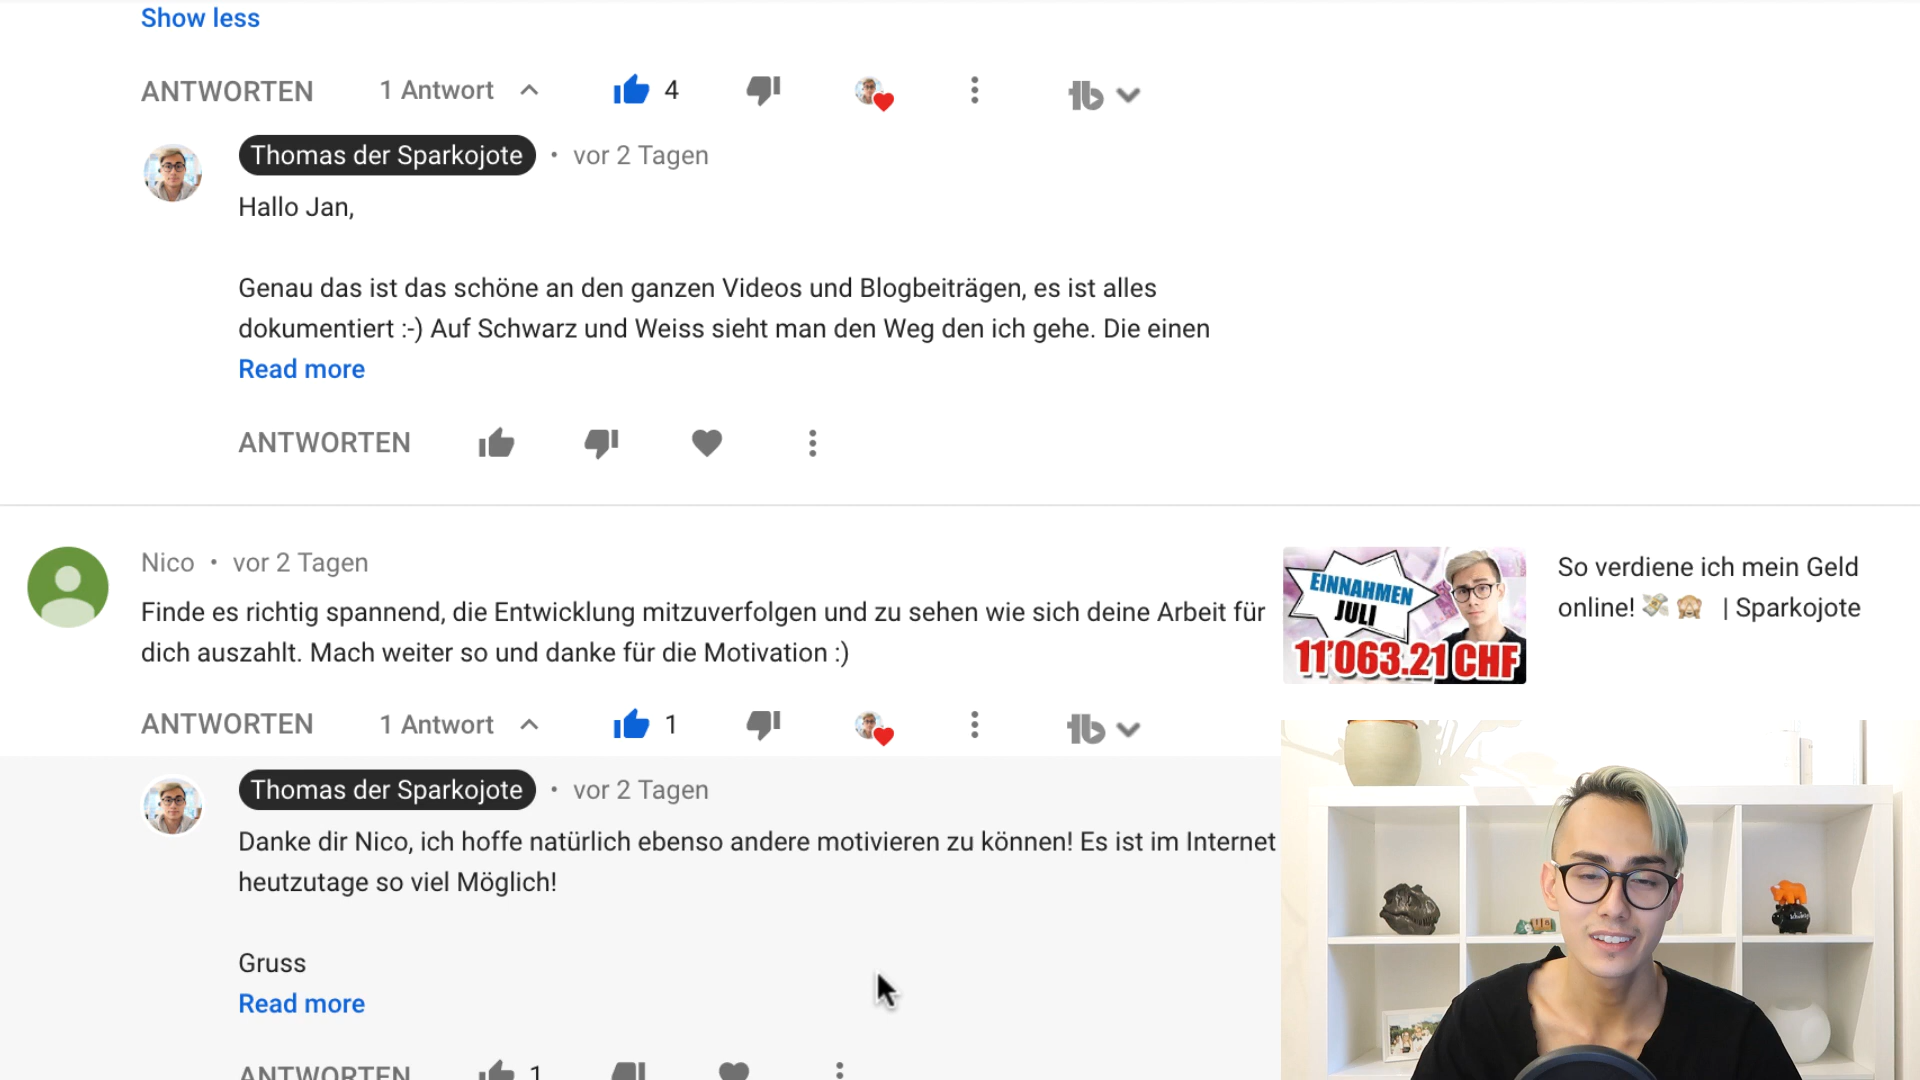 Show less
ANTWORTEN 1 Antwort 4
Thomas der Sparkojote • vor 2 Tagen
Hallo Jan,
Genau das ist das schöne an den ganzen Videos und Blogbeiträgen, es ist alles
dokumentiert :-) Auf Schwarz und Weiss sieht man den Weg den ich gehe. Die einen
Read more
ANTWORTEN
Nico • vor 2 Tagen
Finde es richtig spannend, die Entwicklung mitzuverfolgen und zu sehen wie sich deine Arbeit für
dich auszahlt. Mach weiter so und danke für die Motivation :)
EINNAHMEN
JULI
11'063.21 CHF
So verdiene ich mein Geld
online! 💸🙈 | Sparkojote
ANTWORTEN 1 Antwort 1
Thomas der Sparkojote • vor 2 Tagen
Danke dir Nico, ich hoffe natürlich ebenso andere motivieren zu können! Es ist im Internet
heutzutage so viel Möglich!
Gruss
Read more
ANTWORTEN 1